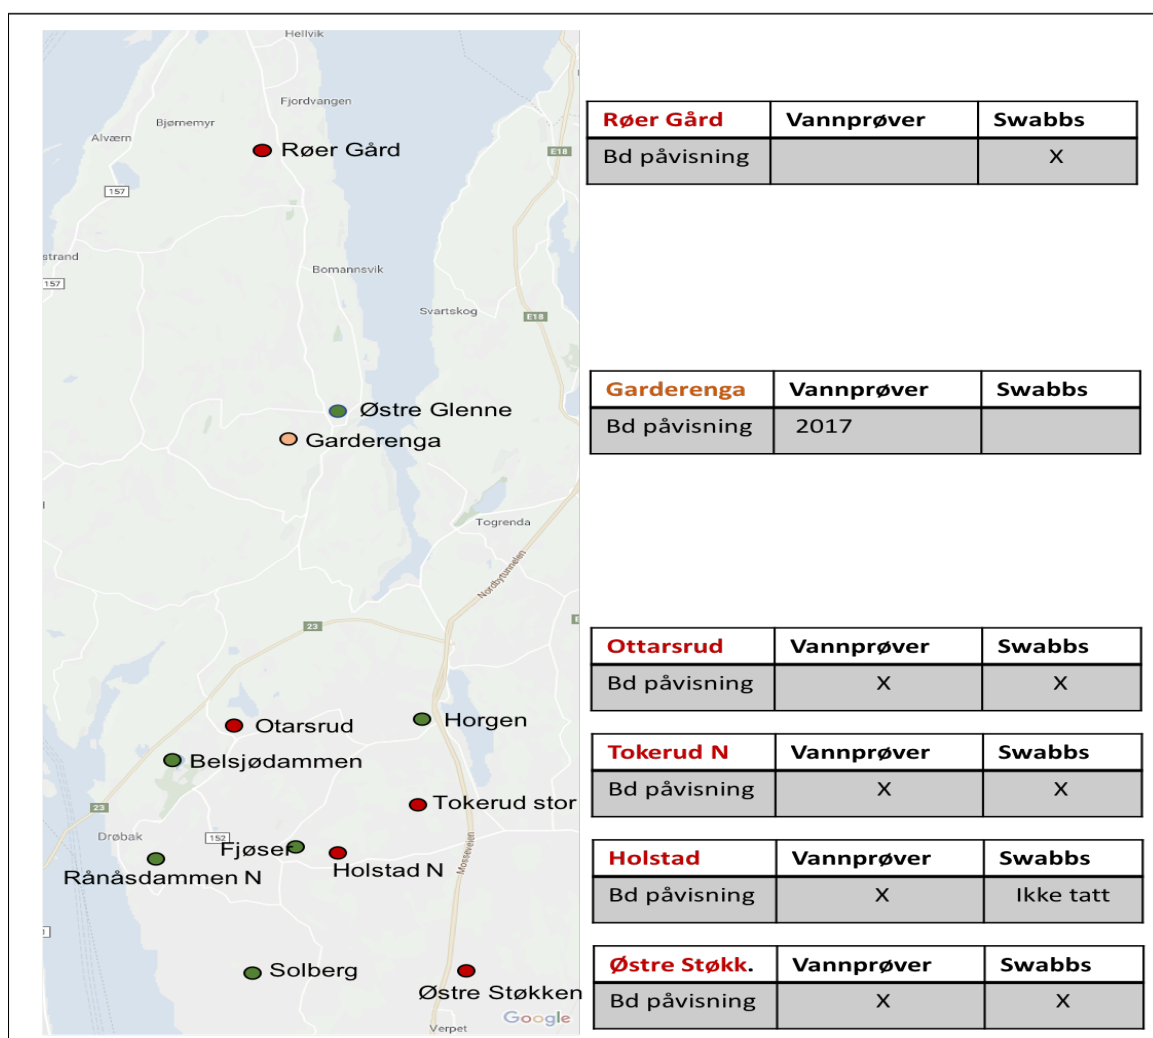 Hellvik
Fjordvangen
Bjørnemyr
Alværn
Røer Gård
E18
157
strand
157
Bomannsvik
Svartskog
E18
Østre Glenne
Garderenga
Togrenda
Nordbytunnelen
23
Otarsrud
Horgen
Belsjødammen
Tokerud stor
23
Drøbak
152
Fjøser
Holstad N
Rånåsdammen N
Mosseveien
Solberg
Østre Støkken
Google
Verpet
Røer Gård Vannprøver Swabbs
Bd påvisning X
Garderenga Vannprøver Swabbs
Bd påvisning 2017
Ottarsrud Vannprøver Swabbs
Bd påvisning X X
Tokerud N Vannprøver Swabbs
Bd påvisning X X
Holstad Vannprøver Swabbs
Bd påvisning X Ikke tatt
Østre Støkk. Vannprøver Swabbs
Bd påvisning X X